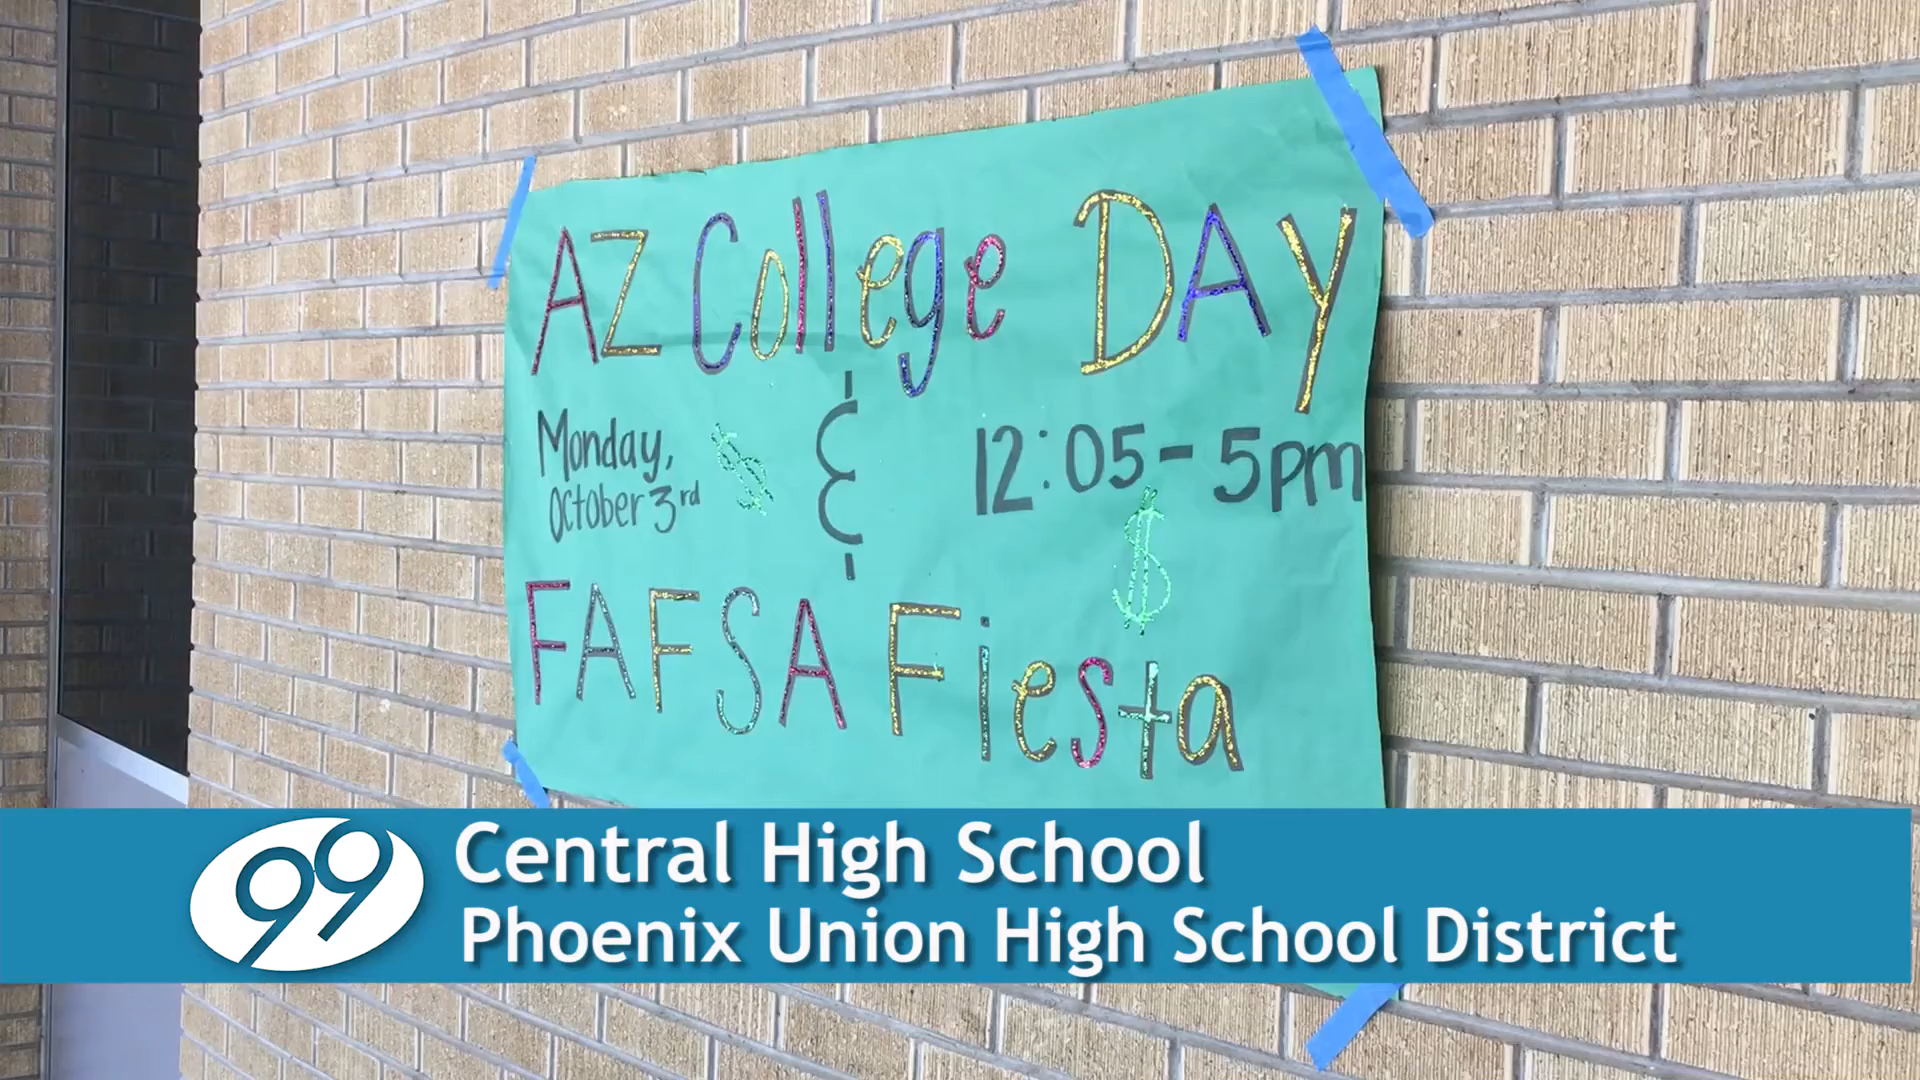 AZ College DAY
Monday,
October 3rd
$
&
12:05 - 5pm
$
FAFSA Fiesta
99
Central High School
Phoenix Union High School District